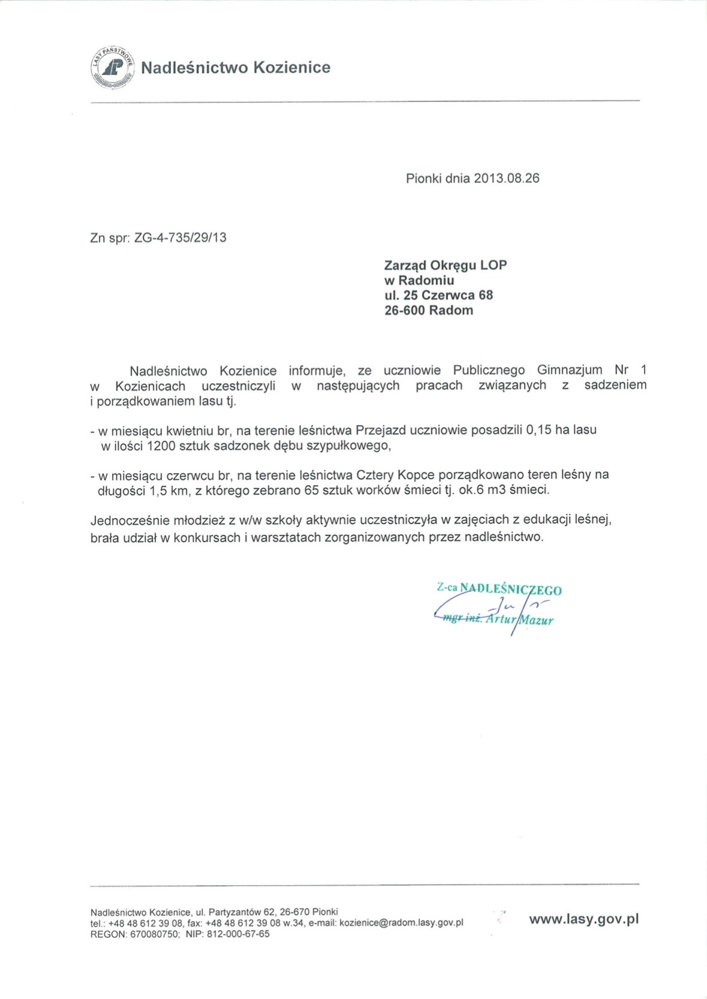 LASY PAŃSTWOWE
Nadleśnictwo Kozienice
Pionki dnia 2013.08.26
Zn spr: ZG-4-735/29/13
Zarząd Okręgu LOP
w Radomiu
ul. 25 Czerwca 68
26-600 Radom
Nadleśnictwo Kozienice informuje, ze uczniowie Publicznego Gimnazjum Nr 1
w Kozienicach uczestniczyli w następujących pracach związanych z sadzeniem
i porządkowaniem lasu tj.
- w miesiącu kwietniu br, na terenie leśnictwa Przejazd uczniowie posadzili 0,15 ha lasu
w ilości 1200 sztuk sadzonek dębu szypułkowego,
- w miesiącu czerwcu br, na terenie leśnictwa Cztery Kopce porządkowano teren leśny na
długości 1,5 km, z którego zebrano 65 sztuk worków śmieci tj. ok.6 m3 śmieci.
Jednocześnie młodzież z w/w szkoły aktywnie uczestniczyła w zajęciach z edukacji leśnej,
brała udział w konkursach i warsztatach zorganizowanych przez nadleśnictwo.
Z-ca NADLEŚNICZEGO
mgr inż. Artur Mazur
Nadleśnictwo Kozienice, ul. Partyzantów 62, 26-670 Pionki
tel.: +48 48 612 39 08, fax: +48 48 612 39 08 w.34, e-mail: kozienice@radom.lasy.gov.pl
REGON: 670080750; NIP: 812-000-67-65
www.lasy.gov.pl